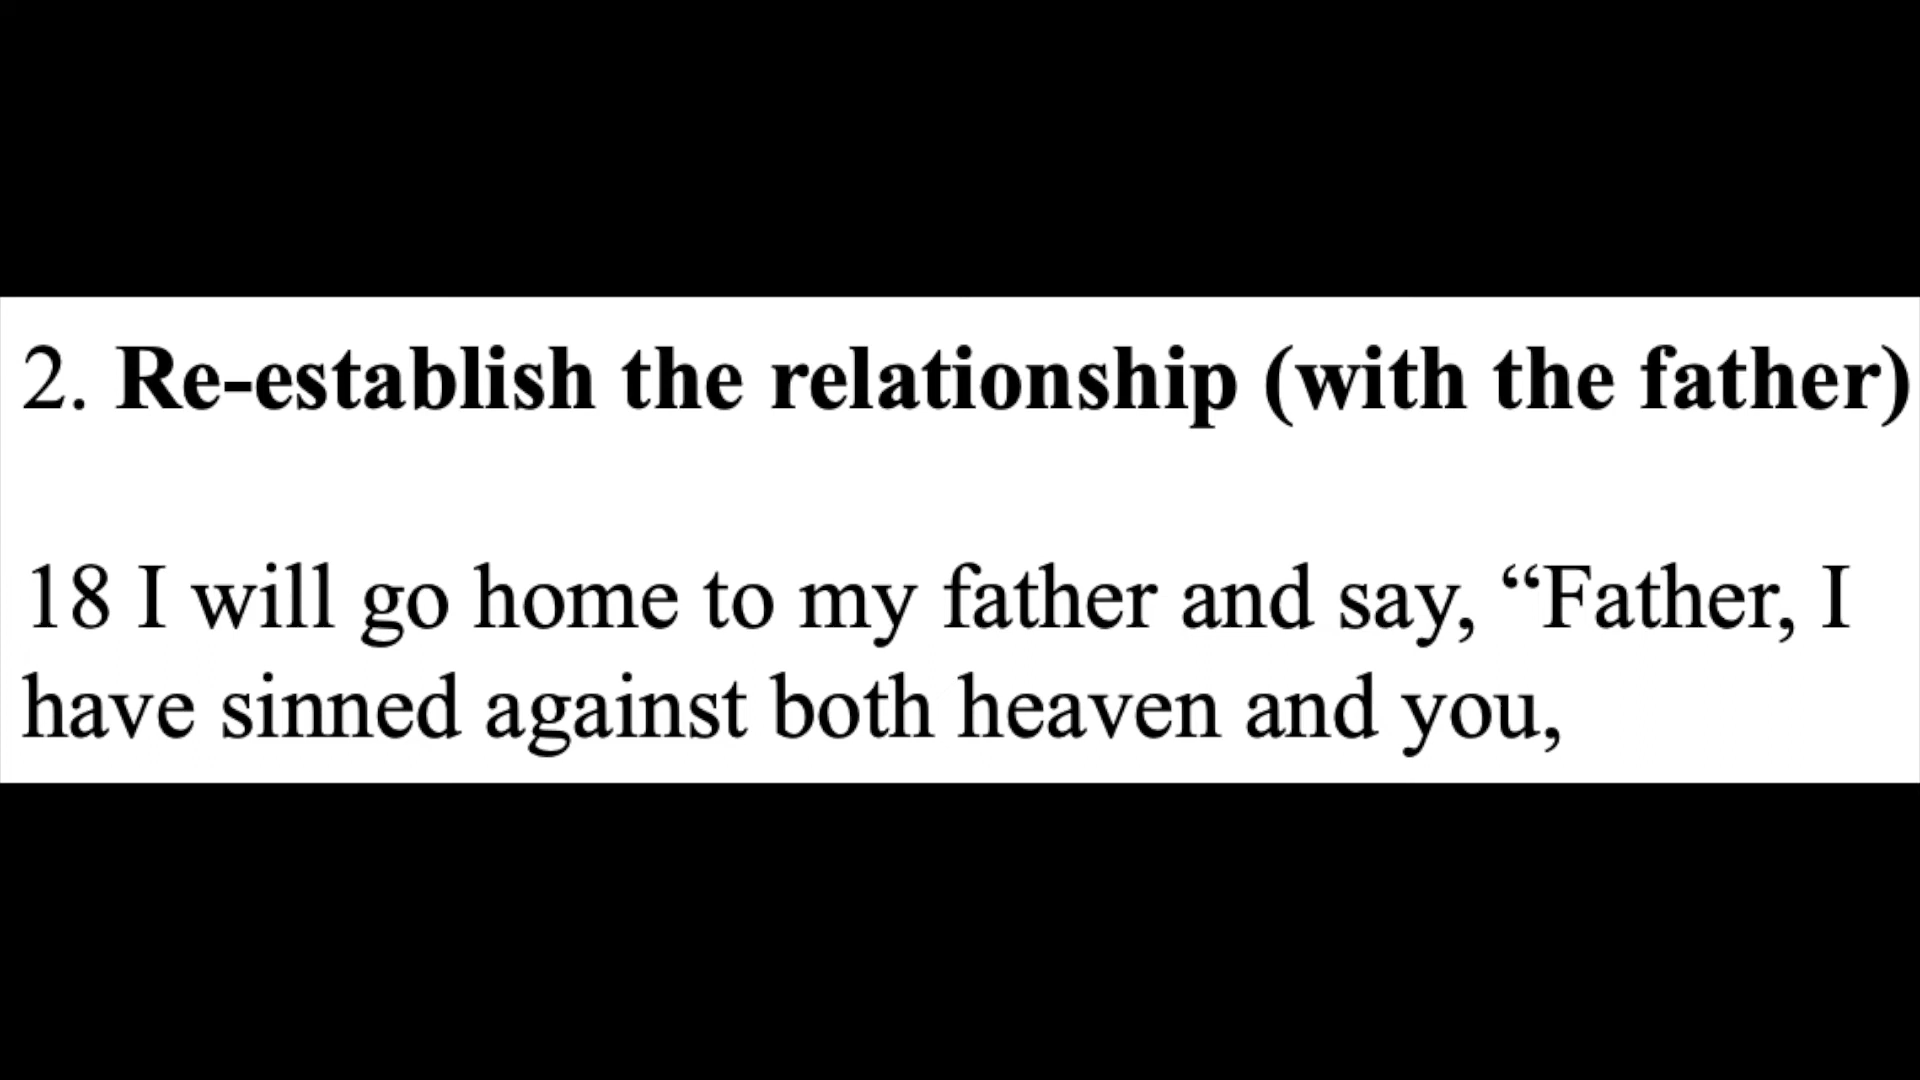 2. Re-establish the relationship (with the father)
18 I will go home to my father and say, “Father, I
have sinned against both heaven and you,